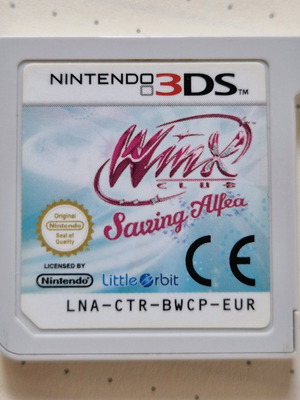 NINTENDO 3DS™
Winx
CLUB
Saving Alfea
Original
Nintendo
Seal of
Quality
CE
LICENSED BY
Nintendo
Little Orbit
LNA-CTR-BWCP-EUR